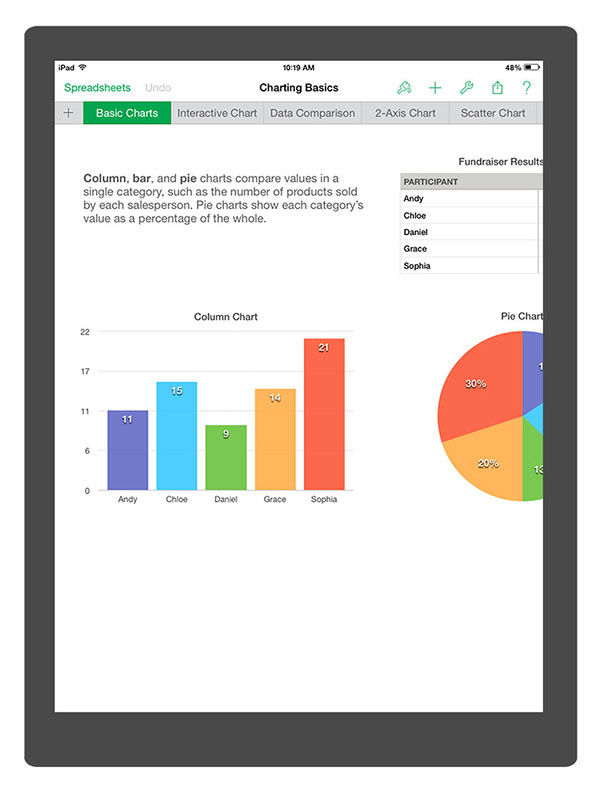 iPad 10:19 AM 48%
Spreadsheets Undo Charting Basics ?
+ Basic Charts Interactive Chart Data Comparison 2-Axis Chart Scatter Chart
Fundraiser Results
Column, bar, and pie charts compare values in a
single category, such as the number of products sold
by each salesperson. Pie charts show each category's
value as a percentage of the whole.
PARTICIPANT
Andy
Chloe
Daniel
Grace
Sophia
Column Chart
22
17
11
6
0
11
15
9
14
21
Andy Chloe Daniel Grace Sophia
Pie Chart
30%
20%